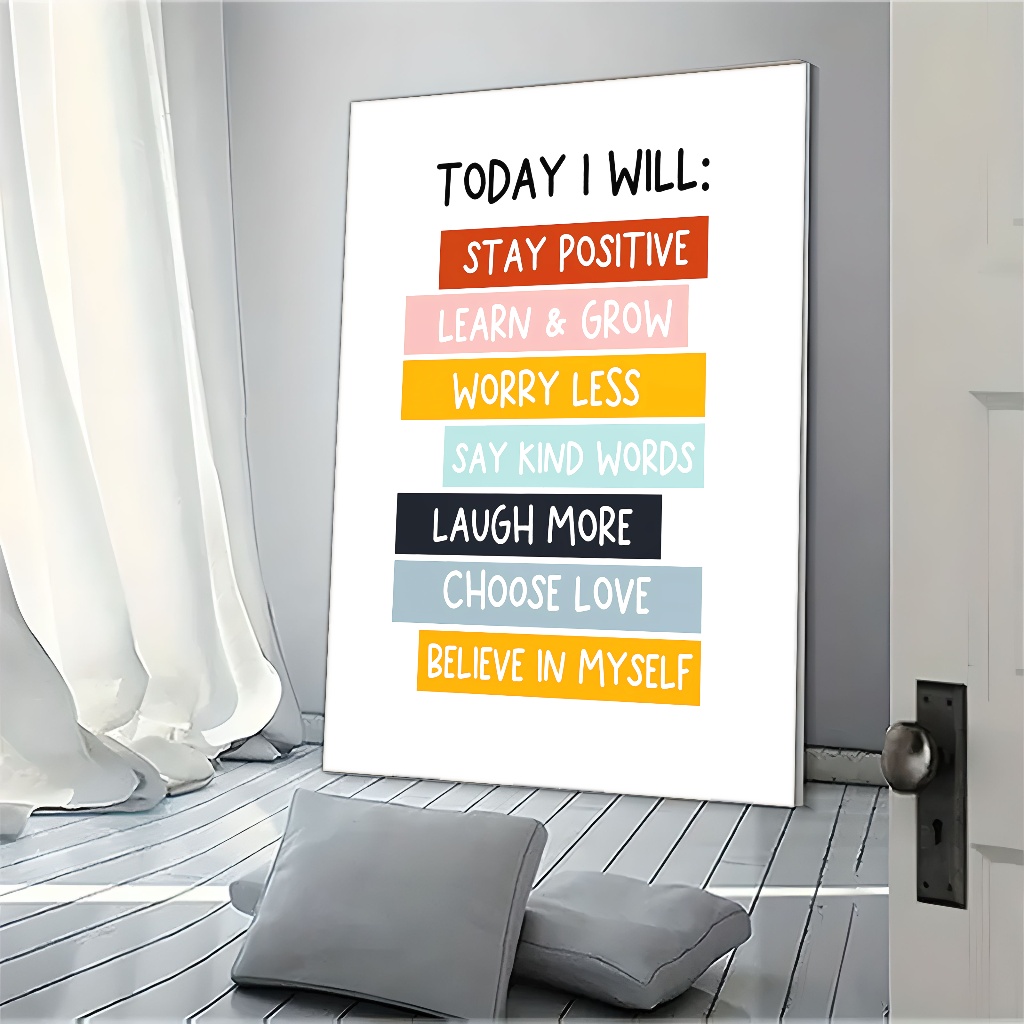 TODAY I WILL:
STAY POSITIVE
LEARN & GROW
WORRY LESS
SAY KIND WORDS
LAUGH MORE
CHOOSE LOVE
BELIEVE IN MYSELF